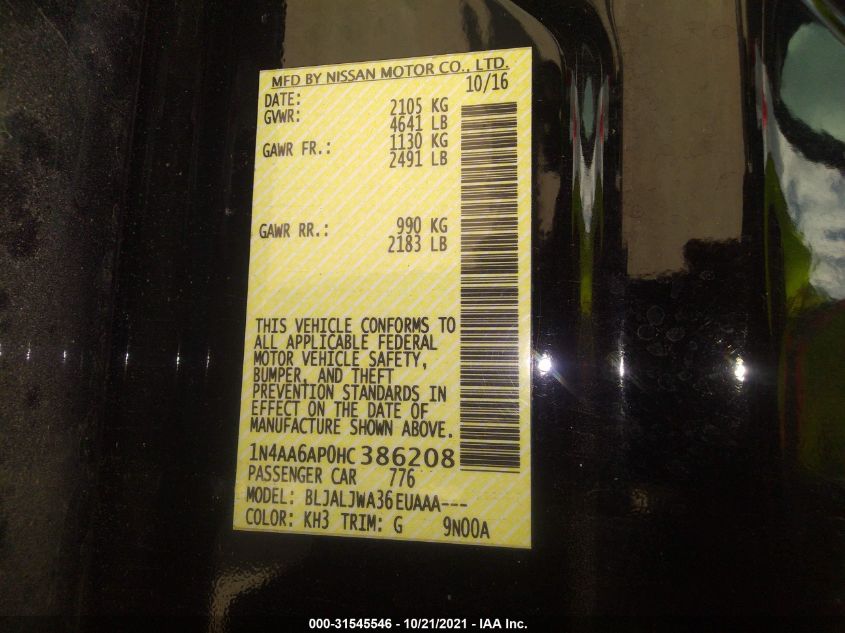 MFD BY NISSAN MOTOR CO., LTD.
DATE: 10/16
GVWR: 2105 KG
4641 LB
GAWR FR.: 1130 KG
2491 LB
GAWR RR.: 990 KG
2183 LB
THIS VEHICLE CONFORMS TO
ALL APPLICABLE FEDERAL
MOTOR VEHICLE SAFETY,
BUMPER, AND THEFT
PREVENTION STANDARDS IN
EFFECT ON THE DATE OF
MANUFACTURE SHOWN ABOVE.
1N4AA6AP0HC386208
PASSENGER CAR 776
MODEL: BLJALJWA36EUAAA---
COLOR: KH3 TRIM: G 9N00A
000-31545546 - 10/21/2021 - IAA Inc.